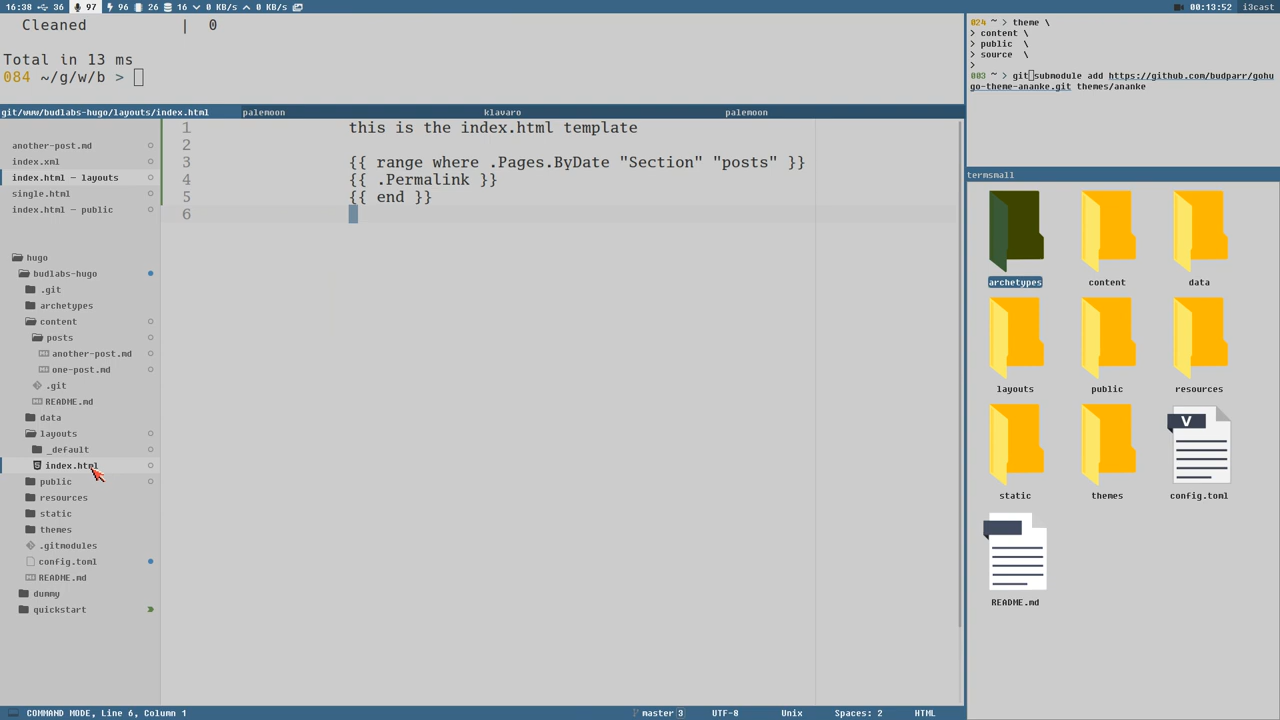 16:38 36 97 96 26 16 0 KB/s 0 KB/s
00:13:52 i3cast
Cleaned | 0
Total in 13 ms
084 ~/g/w/b >
git/www/budlabs-hugo/layouts/index.html palemoon klavaro palemoon
another-post.md
index.xml
index.html — layouts
single.html
index.html — public
hugo
budlabs-hugo
.git
archetypes
content
posts
another-post.md
one-post.md
.git
README.md
data
layouts
_default
index.html
public
resources
static
themes
.gitmodules
config.toml
README.md
dummy
quickstart
1 this is the index.html template
2
3 {{ range where .Pages.ByDate "Section" "posts" }}
4 {{ .Permalink }}
5 {{ end }}
6
024 ~ > theme \
> content \
> public \
> source \
>
003 ~ > git submodule add https://github.com/budparr/gohu
go-theme-ananke.git themes/ananke
termsmall
archetypes content data
layouts public resources
V
static themes config.toml
README.md
COMMAND MODE, Line 6, Column 1 master 3 UTF-8 Unix Spaces: 2 HTML